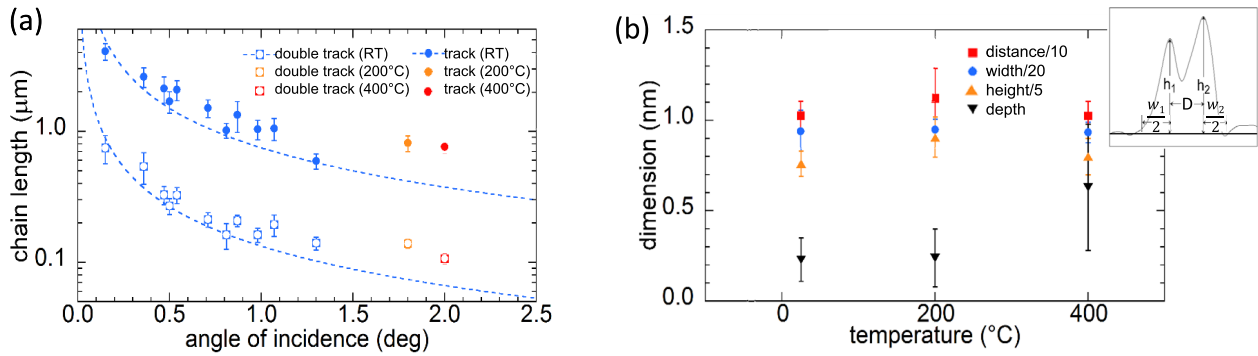 (a)
chain length (μm)
1.0
0.1
double track (RT)
track (RT)
double track (200°C)
track (200°C)
double track (400°C)
track (400°C)
0.0 0.5 1.0 1.5 2.0 2.5
angle of incidence (deg)
(b)
dimension (nm)
1.5
1.0
0.5
0.0
distance/10
width/20
height/5
depth
0 200 400
temperature (°C)
h1 h2
w1/2 D w2/2